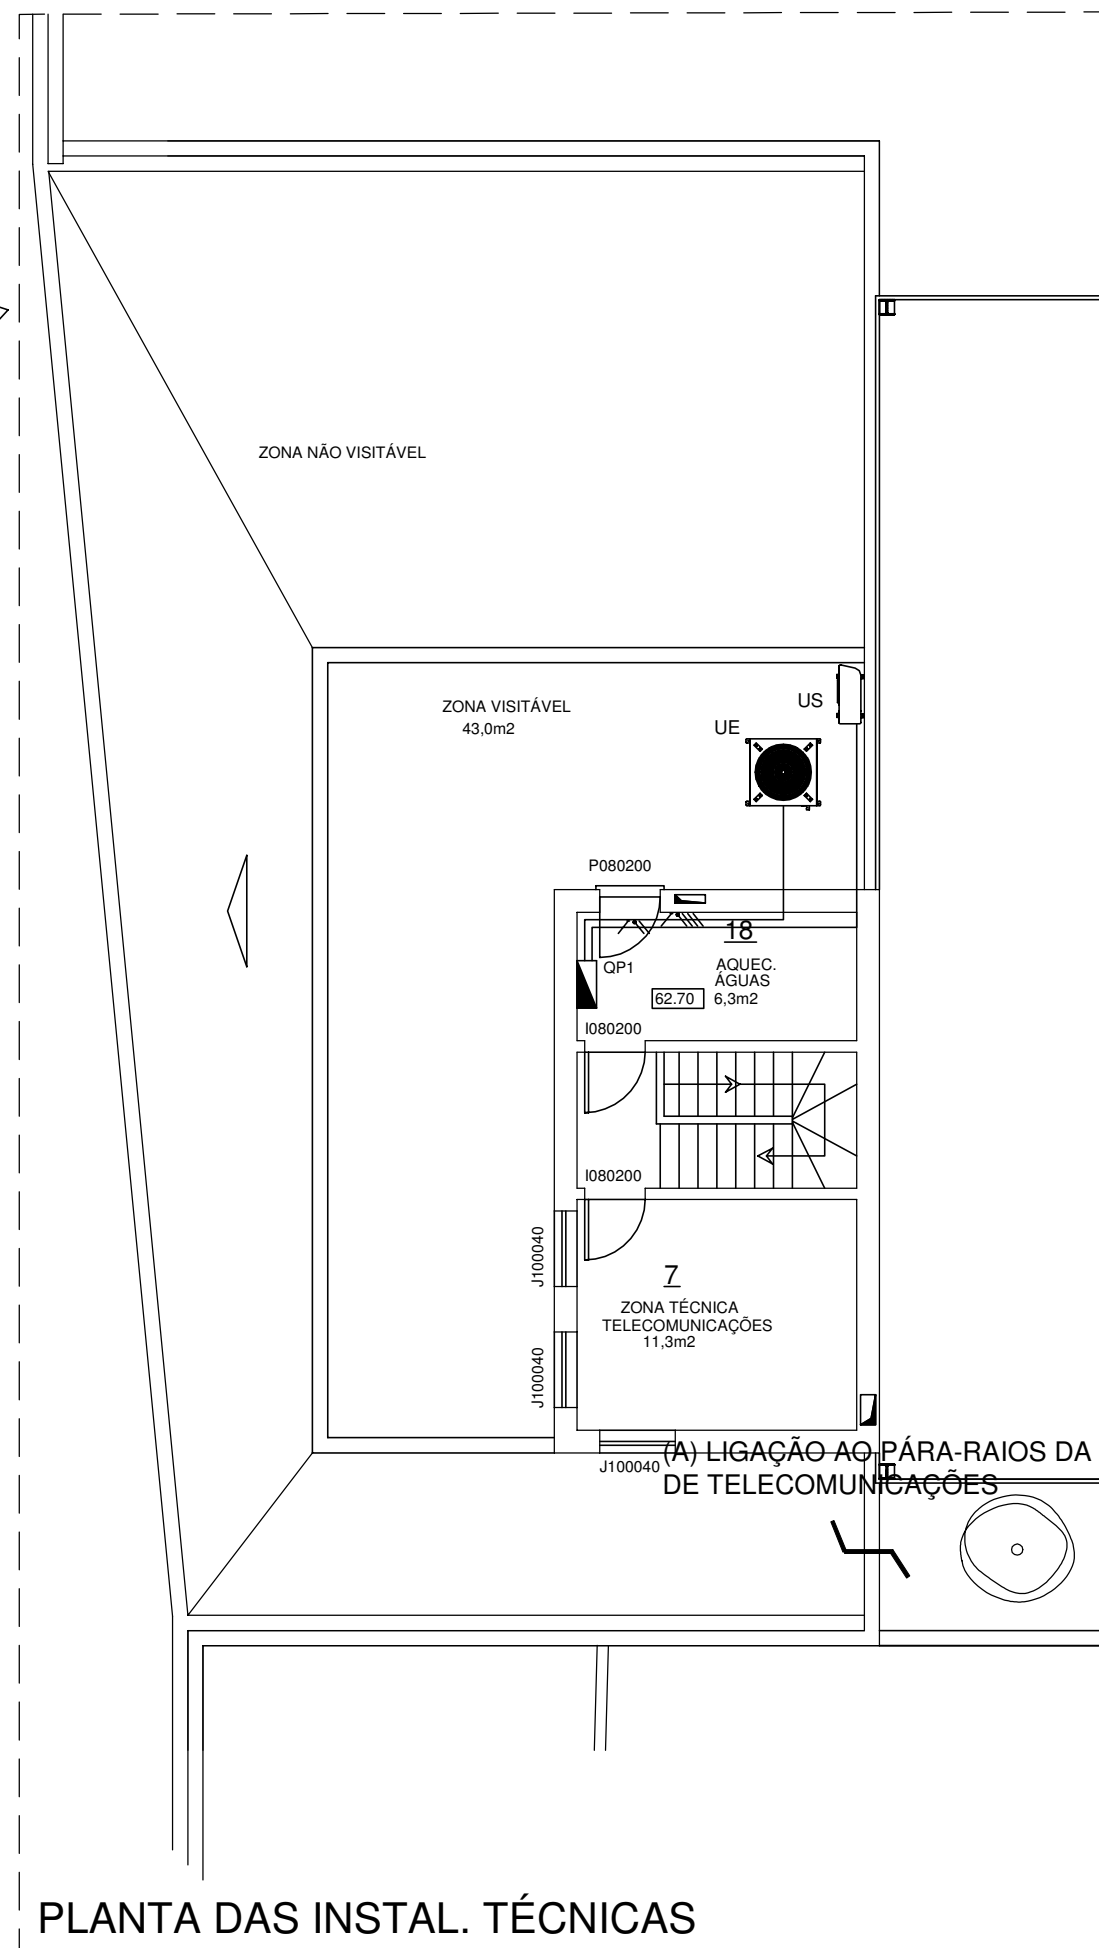 ZONA NÃO VISITÁVEL
ZONA VISITÁVEL
43,0m2
US
UE
P080200
18
AQUEC.
ÁGUAS
6,3m2
QP1
62.70
I080200
I080200
J100040
7
ZONA TÉCNICA
TELECOMUNICAÇÕES
11,3m2
J100040
J100040
(A) LIGAÇÃO AO PÁRA-RAIOS DA
DE TELECOMUNICAÇÕES
PLANTA DAS INSTAL. TÉCNICAS